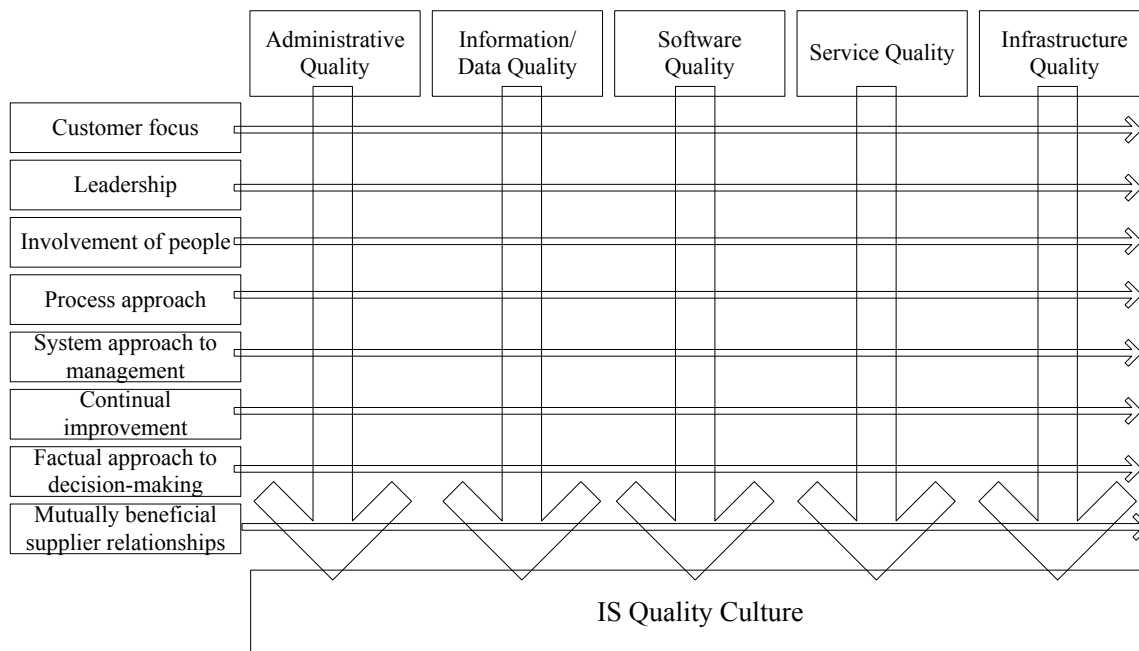 Administrative
Quality
Information/
Data Quality
Software
Quality
Service Quality
Infrastructure
Quality
Customer focus
Leadership
Involvement of people
Process approach
System approach to
management
Continual
improvement
Factual approach to
decision-making
Mutually beneficial
supplier relationships
IS Quality Culture